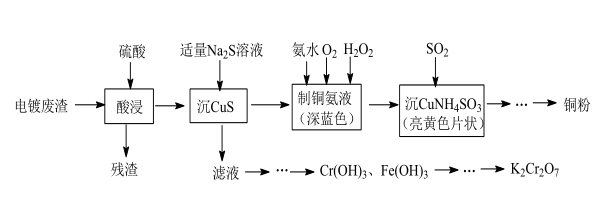 硫酸
适量Na₂S溶液
氨水 O₂ H₂O₂
SO₂
电镀废渣
酸浸
沉CuS
制铜氨液
（深蓝色）
沉CuNH₄SO₃
（亮黄色片状）
···
铜粉
残渣
滤液
···
Cr(OH)₃、Fe(OH)₃
···
K₂Cr₂O₇